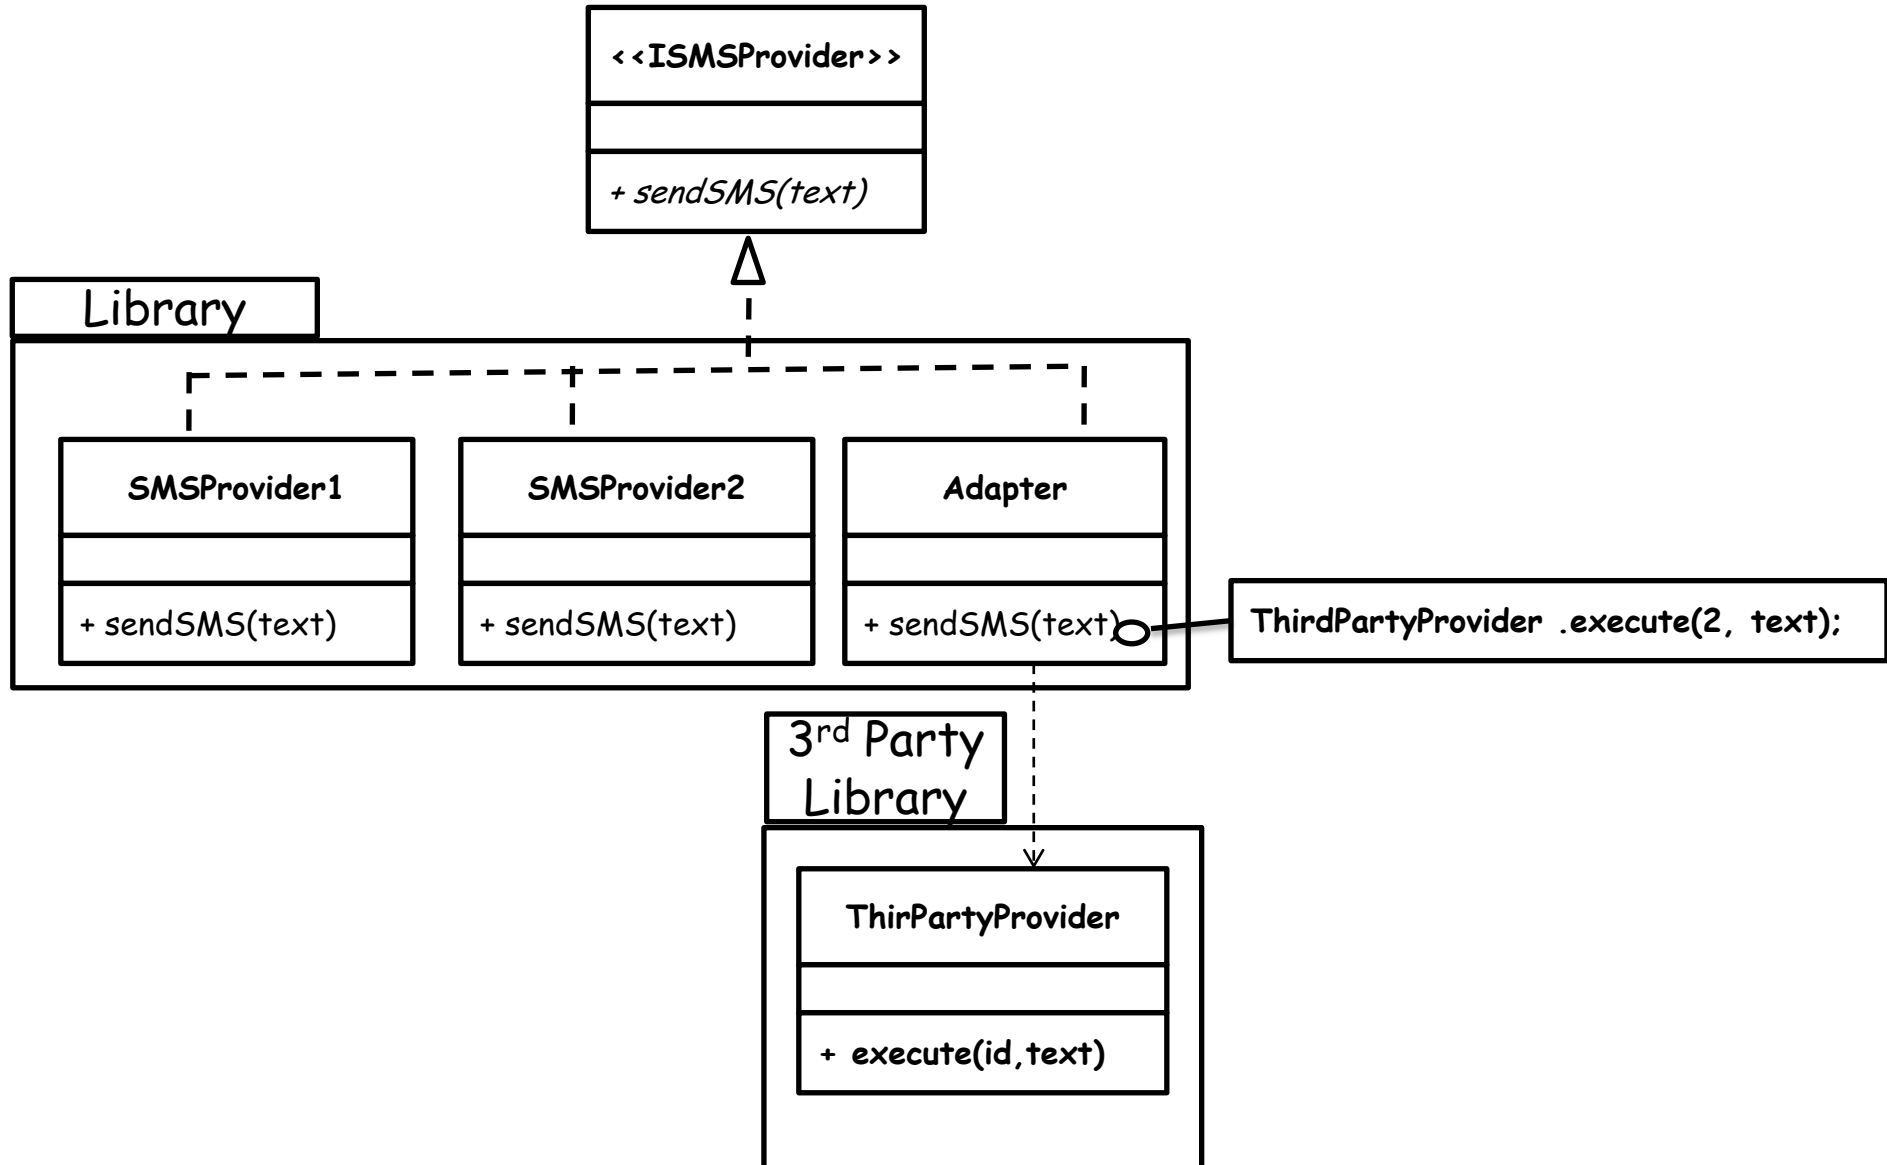 <<ISMSProvider>>
+ sendSMS(text)
Library
SMSProvider1
SMSProvider2
Adapter
+ sendSMS(text)
+ sendSMS(text)
+ sendSMS(text)
ThirdPartyProvider .execute(2, text);
3rd Party
Library
ThirPartyProvider
+ execute(id,text)